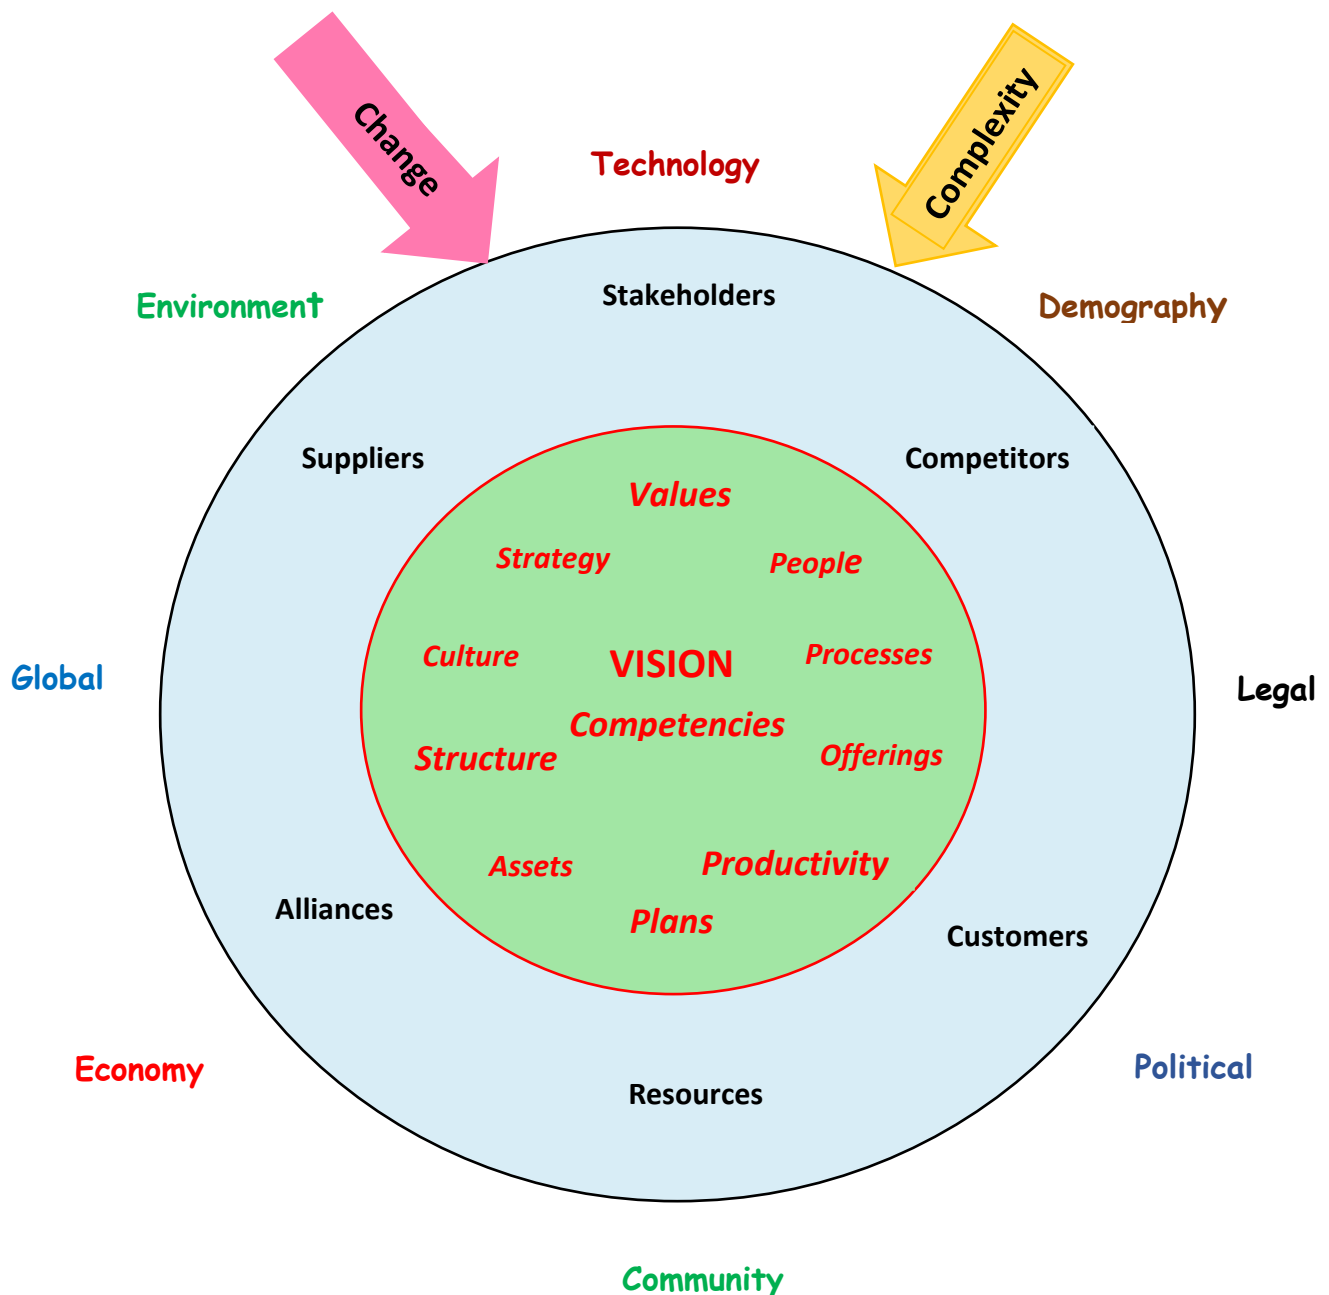 Change
Complexity
Technology
Environment
Demography
Stakeholders
Suppliers
Competitors
Values
Strategy
People
Culture
VISION
Processes
Global
Legal
Competencies
Structure
Offerings
Assets
Productivity
Alliances
Plans
Customers
Economy
Political
Resources
Community